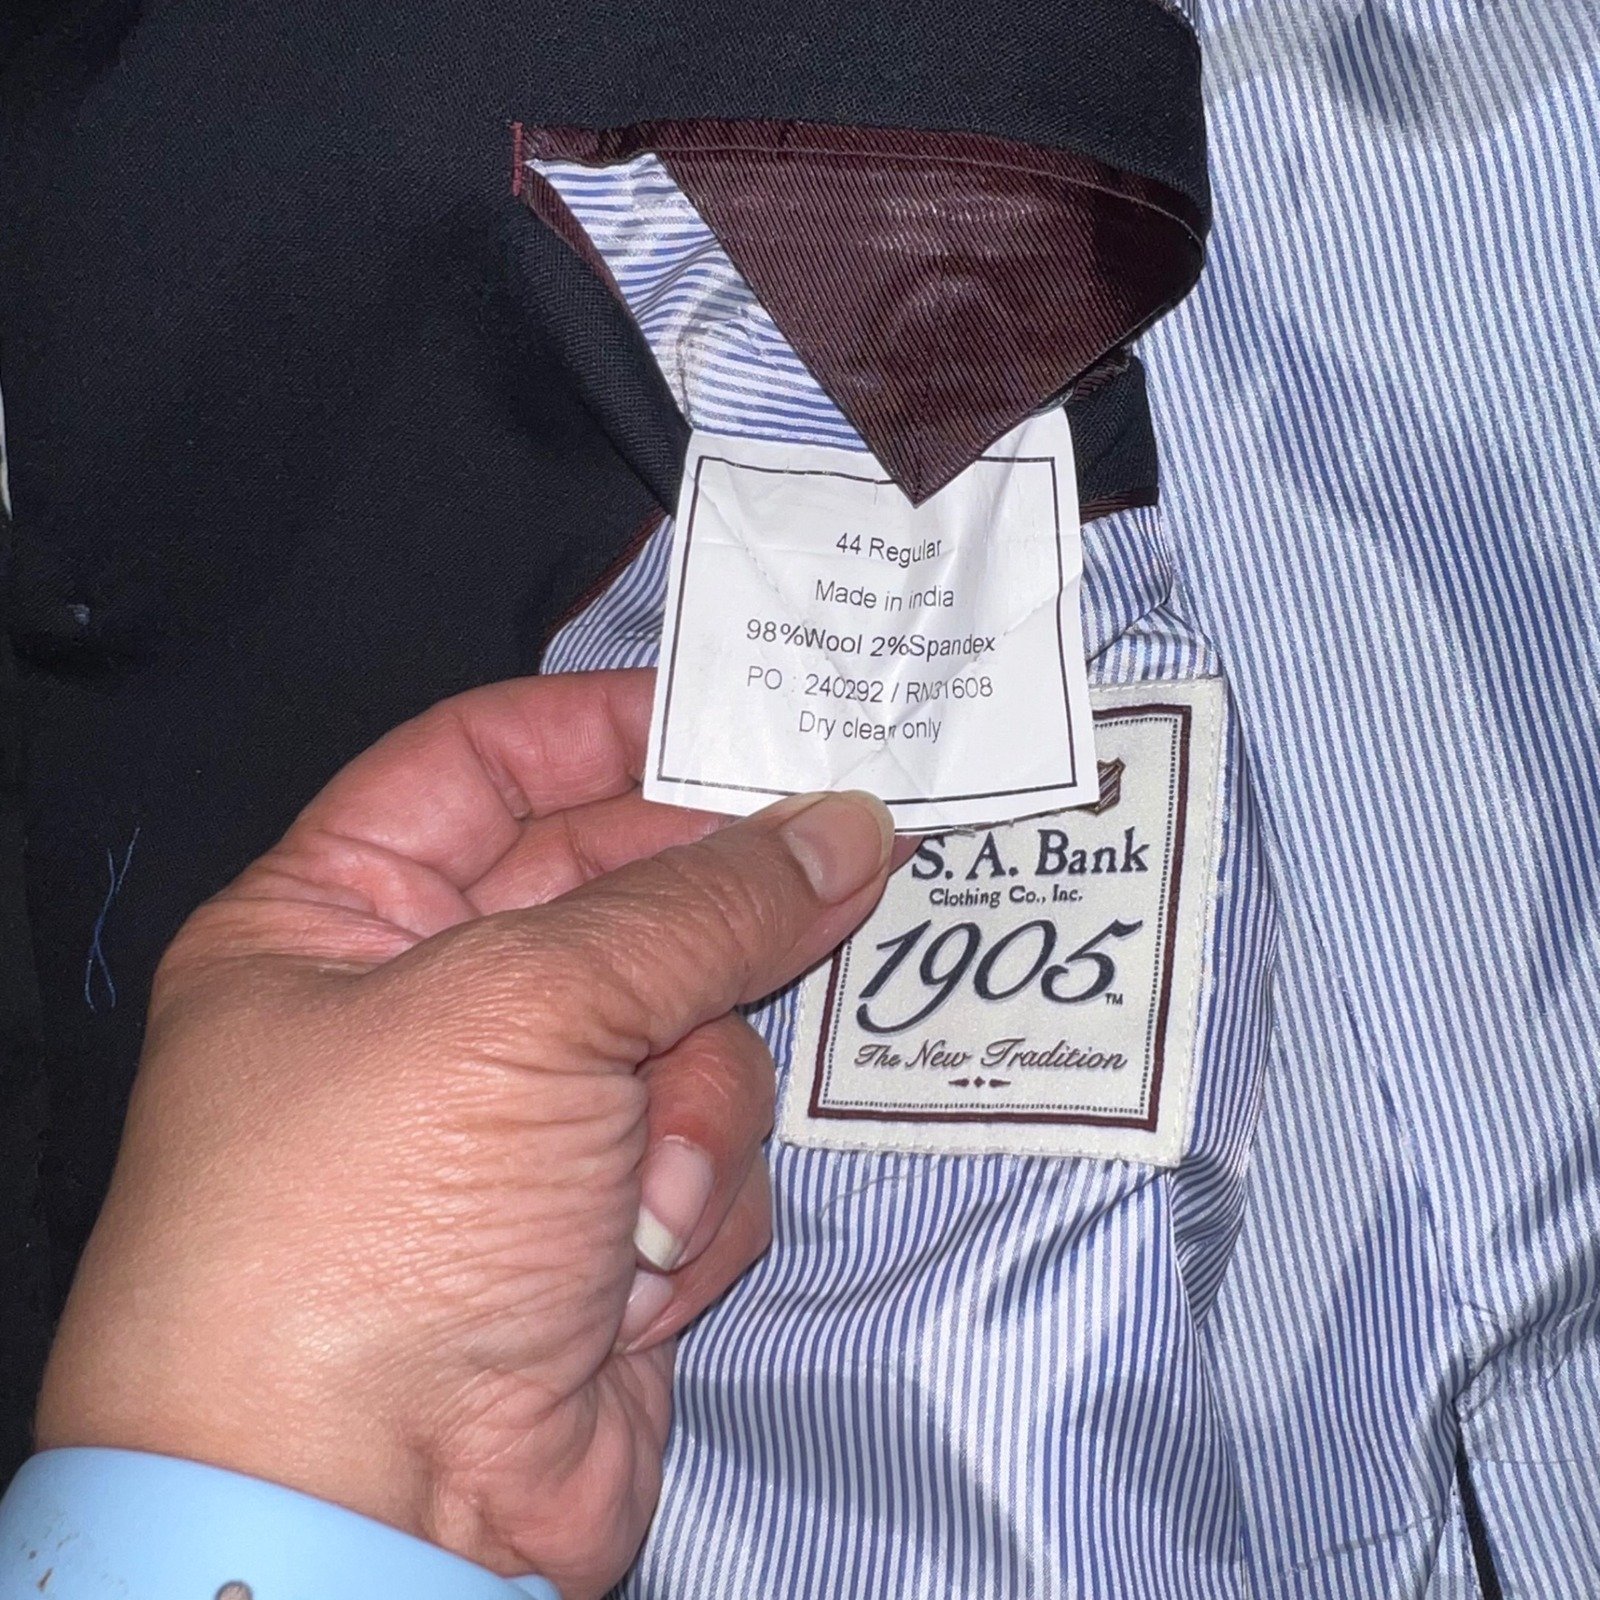 44 Regular
Made in india
98%Wool 2%Spandex
PO : 240292 / RN31608
Dry clean only
S. A. Bank
Clothing Co., Inc.
1905 TM
The New Tradition